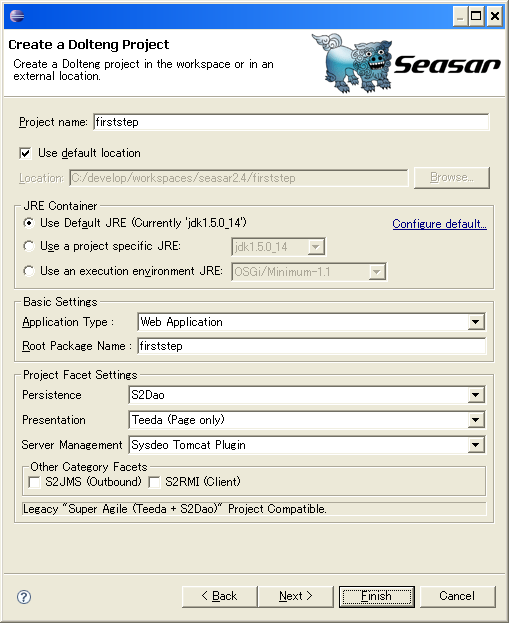 Create a Dolteng Project
Create a Dolteng project in the workspace or in an
external location.
Seasar
Project name: firststep
Use default location
Location: C:/develop/workspaces/seasar2.4/firststep Browse...
JRE Container
Use Default JRE (Currently 'jdk1.5.0_14') Configure default...
Use a project specific JRE: jdk1.5.0_14
Use an execution environment JRE: OSGi/Minimum-1.1
Basic Settings
Application Type : Web Application
Root Package Name : firststep
Project Facet Settings
Persistence S2Dao
Presentation Teeda (Page only)
Server Management Sysdeo Tomcat Plugin
Other Category Facets
S2JMS (Outbound) S2RMI (Client)
Legacy "Super Agile (Teeda + S2Dao)" Project Compatible.
? < Back Next > Finish Cancel